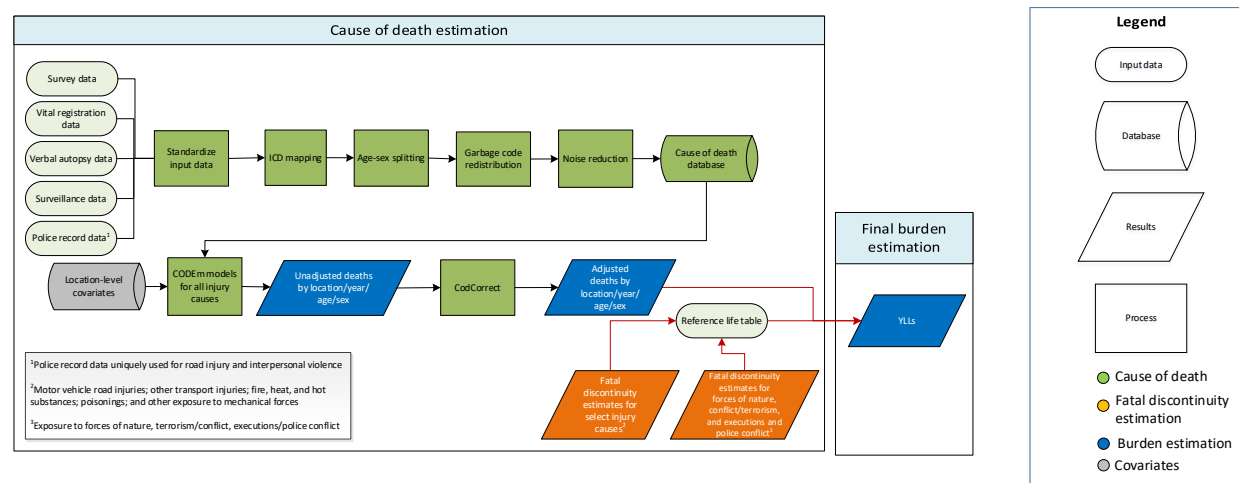 Cause of death estimation
Survey data
Vital registration
data
Verbal autopsy data
Surveillance data
Police record data¹
Standardize
input data
ICD mapping
Age-sex splitting
Garbage code
redistribution
Noise reduction
Cause of death
database
Location-level
covariates
CODEm models
for all injury
causes
Unadjusted deaths
by location/year/
age/sex
CodCorrect
Adjusted
deaths by
location/year/
age/sex
Reference life table
Fatal
discontinuity
estimates for
select injury
causes²
Fatal discontinuity
estimates for
forces of nature,
conflict/terrorism,
and executions and
police conflict³
¹Police record data uniquely used for road injury and interpersonal violence
²Motor vehicle road injuries; other transport injuries; fire, heat, and hot
substances; poisonings; and other exposure to mechanical forces
³Exposure to forces of nature, terrorism/conflict, executions/police conflict
Final burden
estimation
YLLs
Legend
Input data
Database
Results
Process
Cause of death
Fatal discontinuity
estimation
Burden estimation
Covariates